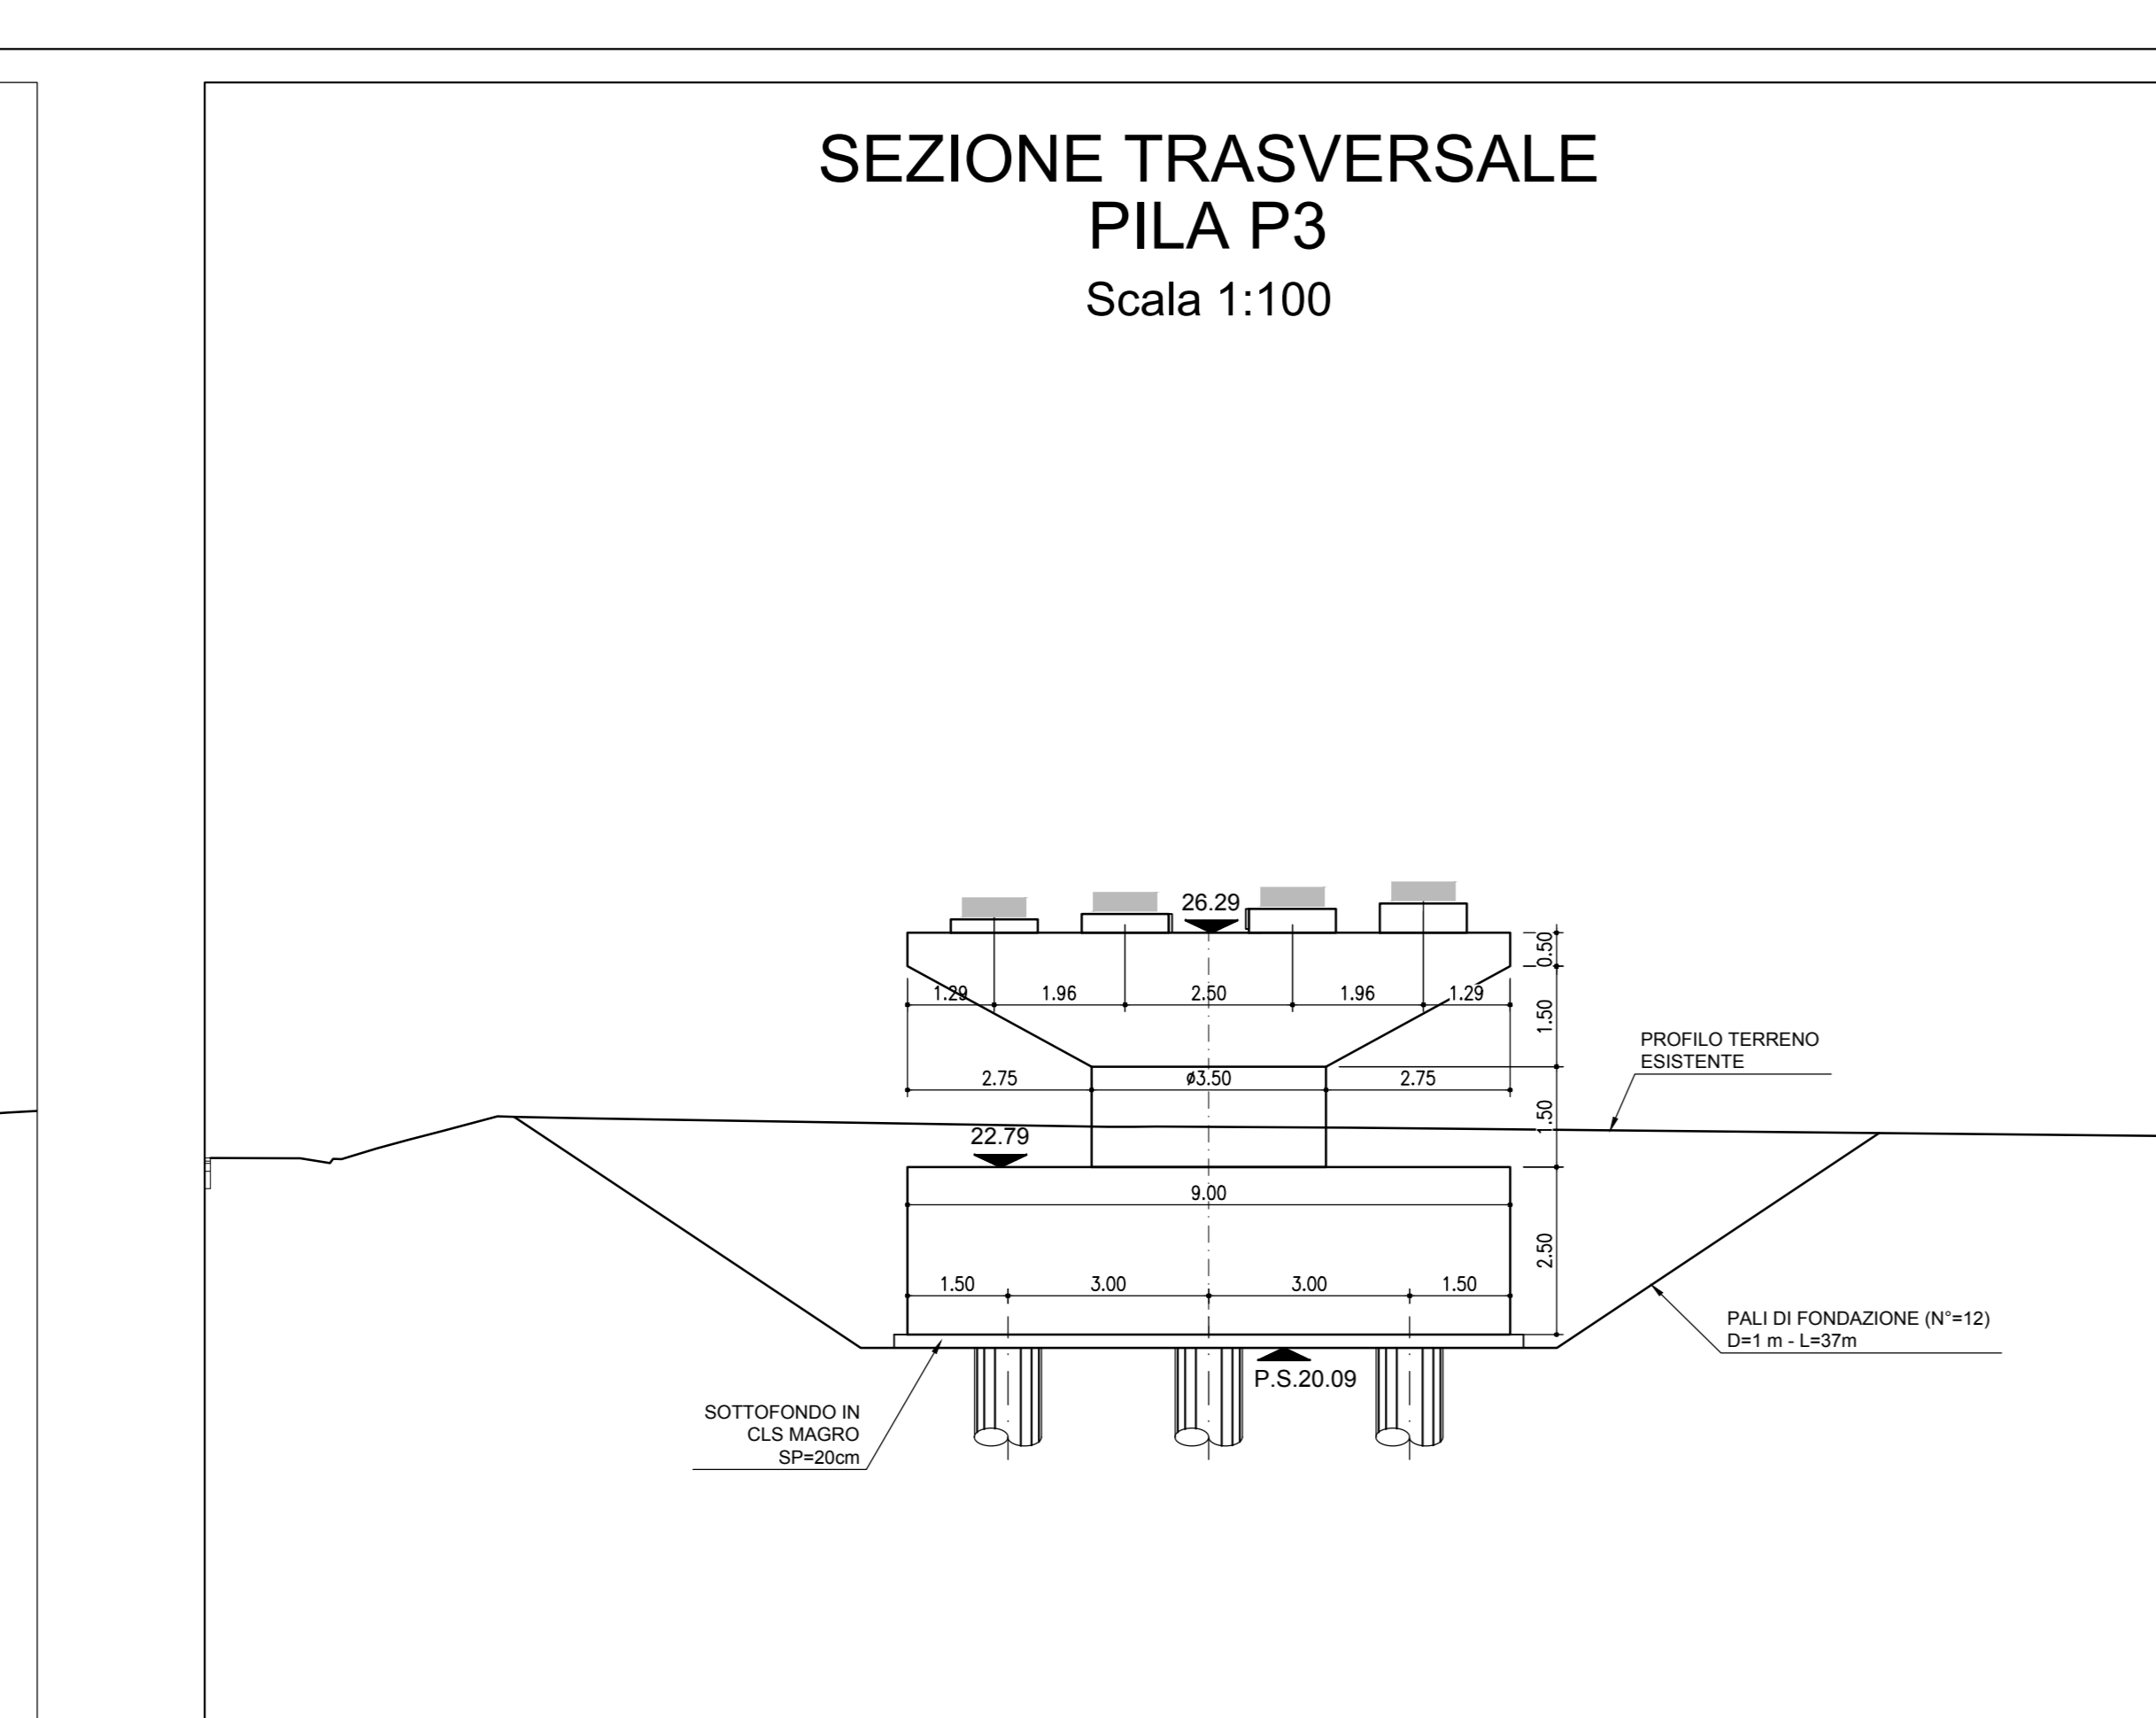 SEZIONE TRASVERSALE
PILA P3
Scala 1:100
26.29
0.50
1.29 1.96 2.50 1.96 1.29
1.50
PROFILO TERRENO
ESISTENTE
2.75 ø3.50 2.75
1.50
22.79
9.00
2.50
1.50 3.00 3.00 1.50
PALI DI FONDAZIONE (N°=12)
D=1 m - L=37m
P.S.20.09
SOTTOFONDO IN
CLS MAGRO
SP=20cm